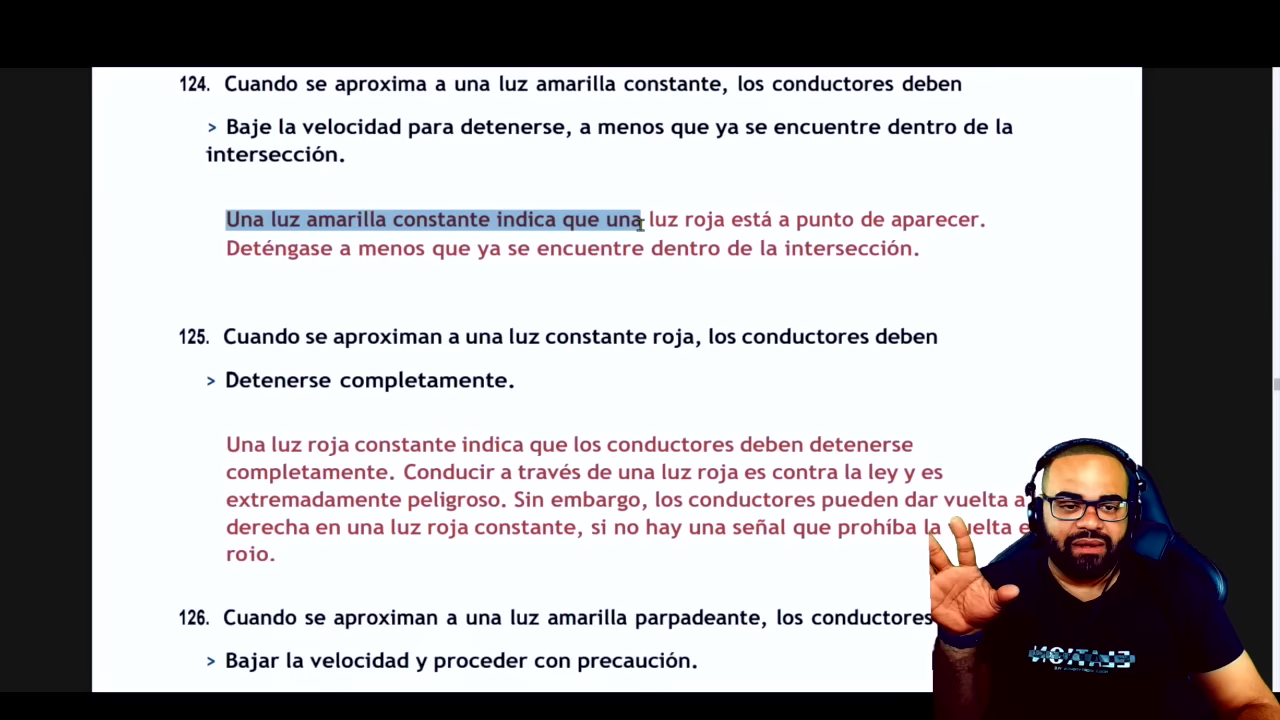 124. Cuando se aproxima a una luz amarilla constante, los conductores deben
> Baje la velocidad para detenerse, a menos que ya se encuentre dentro de la
intersección.
Una luz amarilla constante indica que una luz roja está a punto de aparecer.
Deténgase a menos que ya se encuentre dentro de la intersección.
125. Cuando se aproximan a una luz constante roja, los conductores deben
> Detenerse completamente.
Una luz roja constante indica que los conductores deben detenerse
completamente. Conducir a través de una luz roja es contra la ley y es
extremadamente peligroso. Sin embargo, los conductores pueden dar vuelta a
derecha en una luz roja constante, si no hay una señal que prohíba la vuelta
rojo.
126. Cuando se aproximan a una luz amarilla parpadeante, los conductores
> Bajar la velocidad y proceder con precaución.